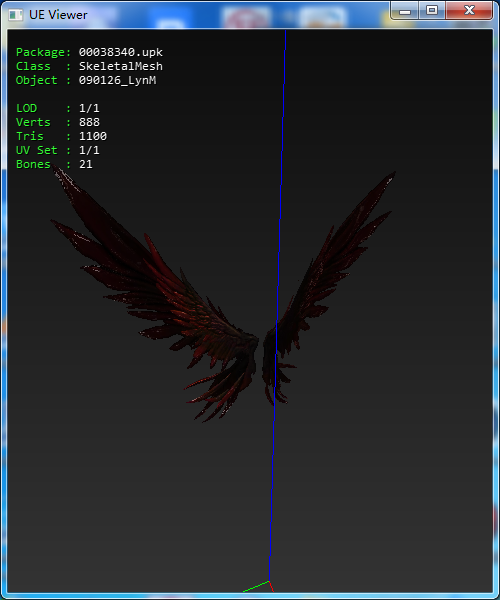 UE Viewer
Package: 00038340.upk
Class : SkeletalMesh
Object : 090126_LynM
LOD : 1/1
Verts : 888
Tris : 1100
UV Set : 1/1
Bones : 21